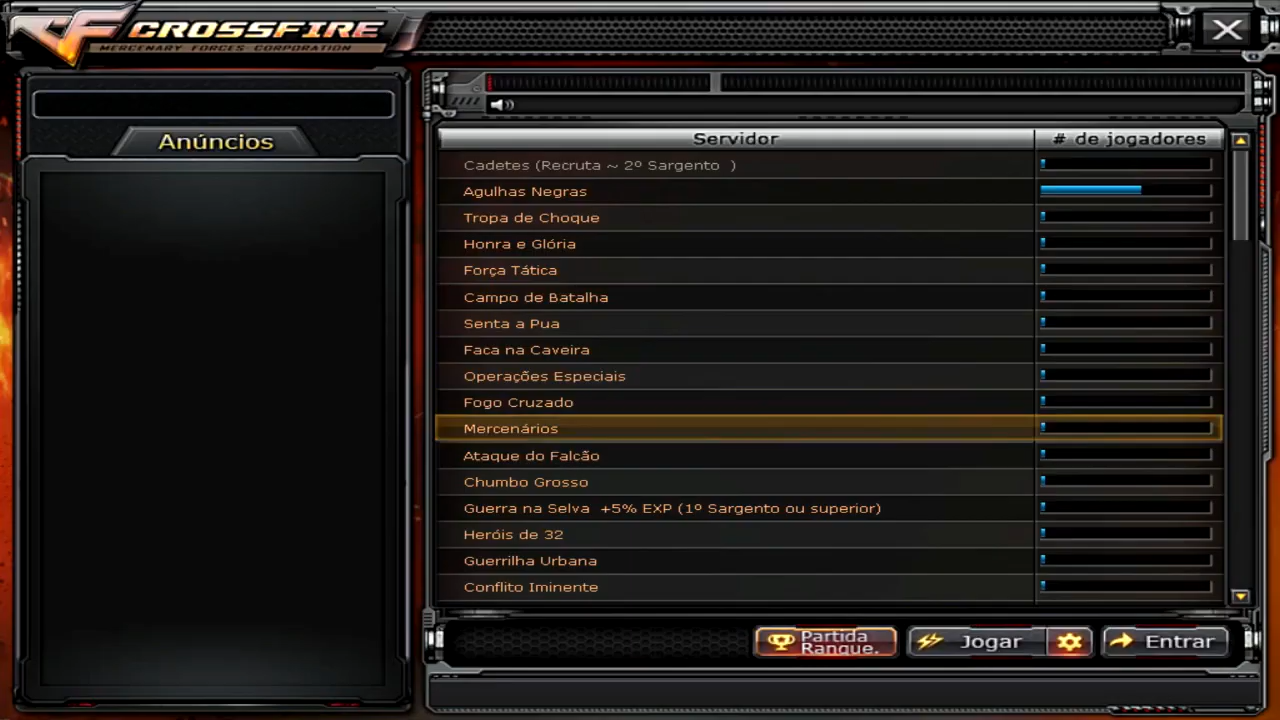 CF CROSSFIRE
MERCENARY FORCES CORPORATION
Anúncios
Servidor # de jogadores
Cadetes (Recruta ~ 2º Sargento )
Agulhas Negras
Tropa de Choque
Honra e Glória
Força Tática
Campo de Batalha
Senta a Pua
Faca na Caveira
Operações Especiais
Fogo Cruzado
Mercenários
Ataque do Falcão
Chumbo Grosso
Guerra na Selva +5% EXP (1º Sargento ou superior)
Heróis de 32
Guerrilha Urbana
Conflito Iminente
Partida
Ranque.
Jogar
Entrar